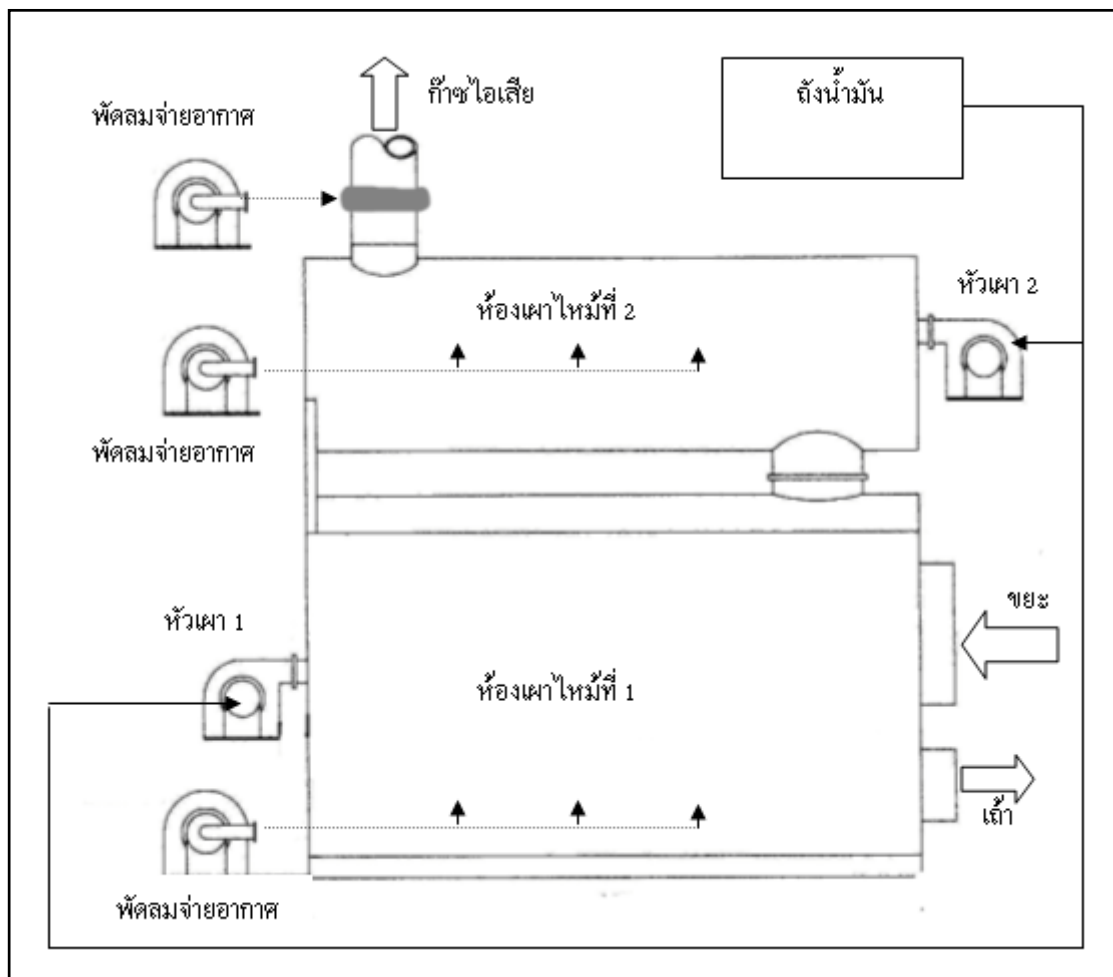 ก๊าซไอเสีย
ถังน้ำมัน
พัดลมจ่ายอากาศ
หัวเผา 2
ห้องเผาไหม้ที่ 2
พัดลมจ่ายอากาศ
ขยะ
หัวเผา 1
ห้องเผาไหม้ที่ 1
เถ้า
พัดลมจ่ายอากาศ